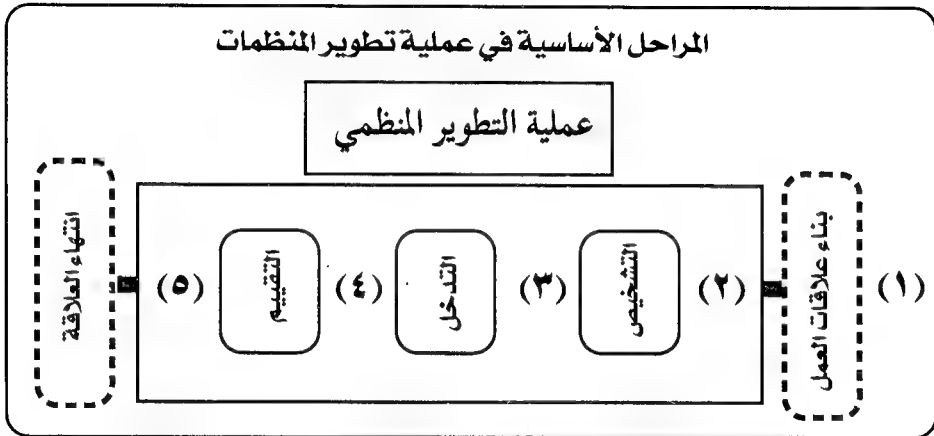 المراحل الأساسية في عملية تطوير المنظمات
عملية التطوير المنظمي
(١)
بناء علاقات العمل
(٢)
التشخيص
(٣)
التدخل
(٤)
التقييم
(٥)
انتهاء العلاقة